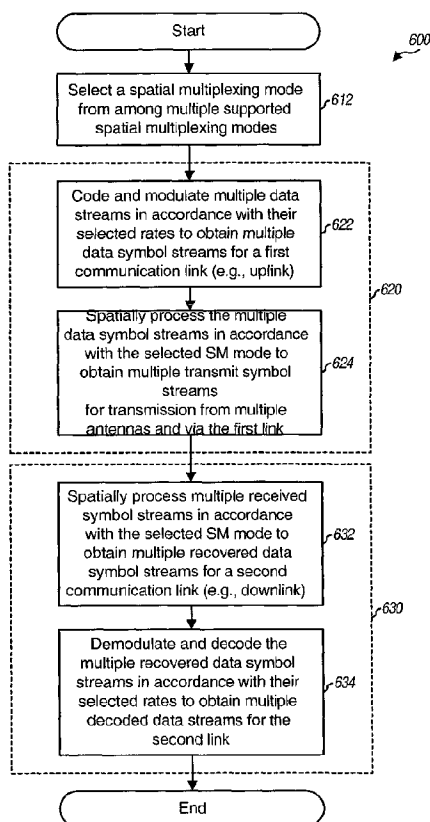 Start
600
Select a spatial multiplexing mode
from among multiple supported
spatial multiplexing modes
612
Code and modulate multiple data
streams in accordance with their
selected rates to obtain multiple
data symbol streams for a first
communication link (e.g., uplink)
622
620
Spatially process the multiple
data symbol streams in accordance
with the selected SM mode to
obtain multiple transmit symbol
streams
for transmission from multiple
antennas and via the first link
624
Spatially process multiple received
symbol streams in accordance
with the selected SM mode to
obtain multiple recovered data
symbol streams for a second
communication link (e.g., downlink)
632
630
Demodulate and decode the
multiple recovered data symbol
streams in accordance with their
selected rates to obtain multiple
decoded data streams for the
second link
634
End